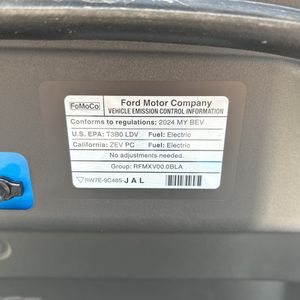 FoMoCo
Ford Motor Company
VEHICLE EMISSION CONTROL INFORMATION
Conforms to regulations: 2024 MY BEV
U.S. EPA: T3B0 LDV Fuel: Electric
California: ZEV PC Fuel: Electric
No adjustments needed.
Group: RFMXV00.0BLA
RW7E-9C485-JAL